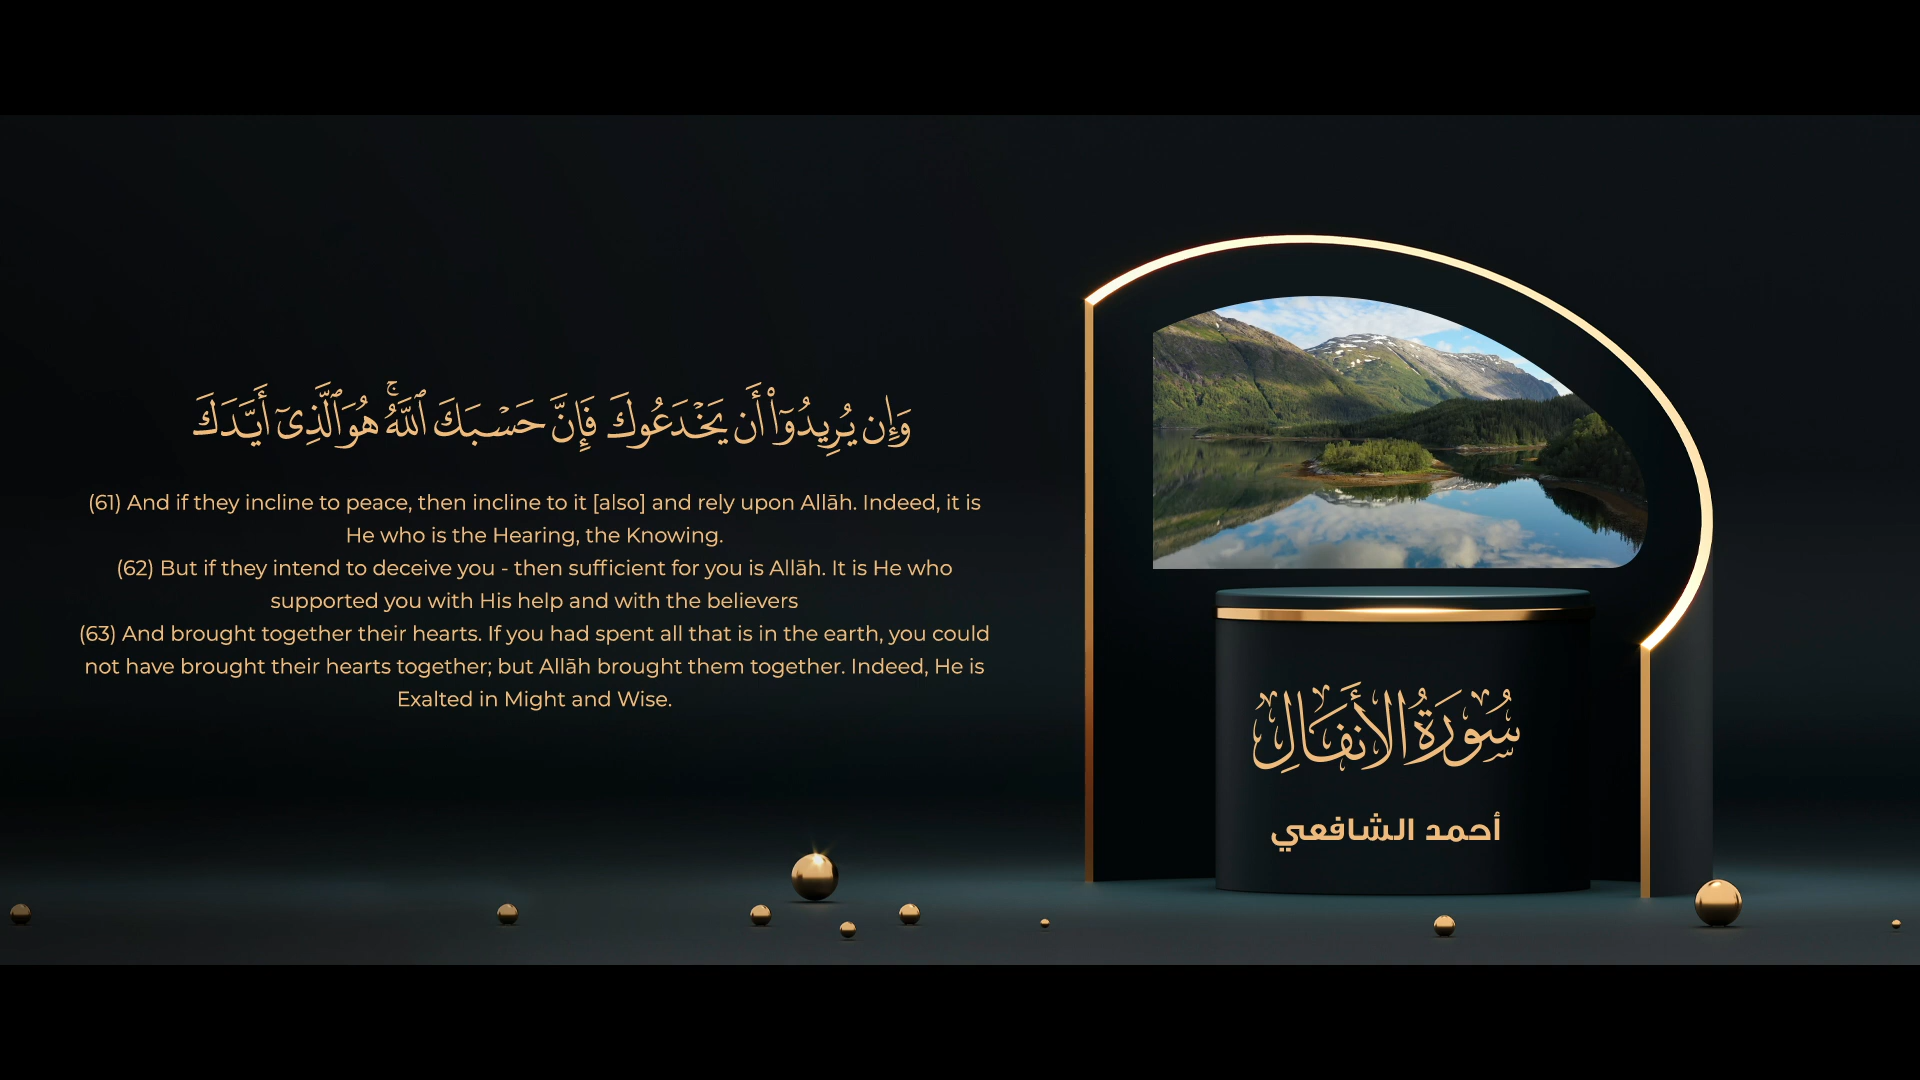 وَإِن يُرِيدُوٓا۟ أَن يَخْدَعُوكَ فَإِنَّ حَسْبَكَ ٱللَّهُ ۚ هُوَ ٱلَّذِىٓ أَيَّدَكَ
(61) And if they incline to peace, then incline to it [also] and rely upon Allāh. Indeed, it is
He who is the Hearing, the Knowing.
(62) But if they intend to deceive you - then sufficient for you is Allāh. It is He who
supported you with His help and with the believers
(63) And brought together their hearts. If you had spent all that is in the earth, you could
not have brought their hearts together; but Allāh brought them together. Indeed, He is
Exalted in Might and Wise.
سُورَةُ الأَنفَالِ
أحمد الشافعي